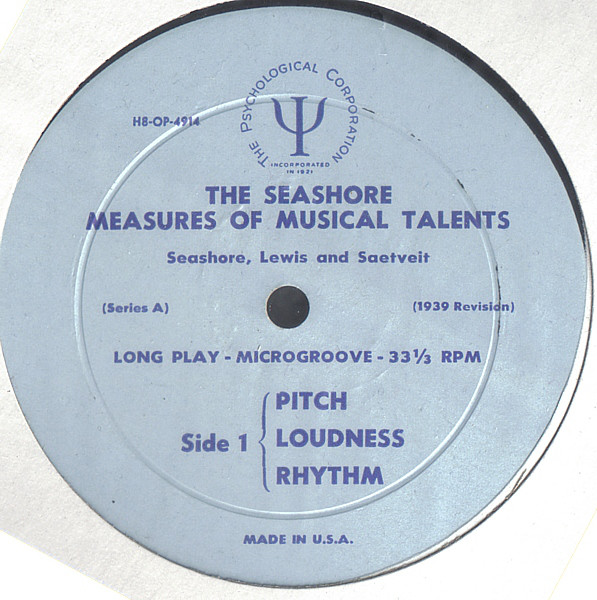 THE PSYCHOLOGICAL CORPORATION
Ψ
INCORPORATED
IN 1921
H8-OP-4914
THE SEASHORE
MEASURES OF MUSICAL TALENTS
Seashore, Lewis and Saetveit
(Series A)
(1939 Revision)
LONG PLAY - MICROGROOVE - 33⅓ RPM
Side 1
PITCH
LOUDNESS
RHYTHM
MADE IN U.S.A.